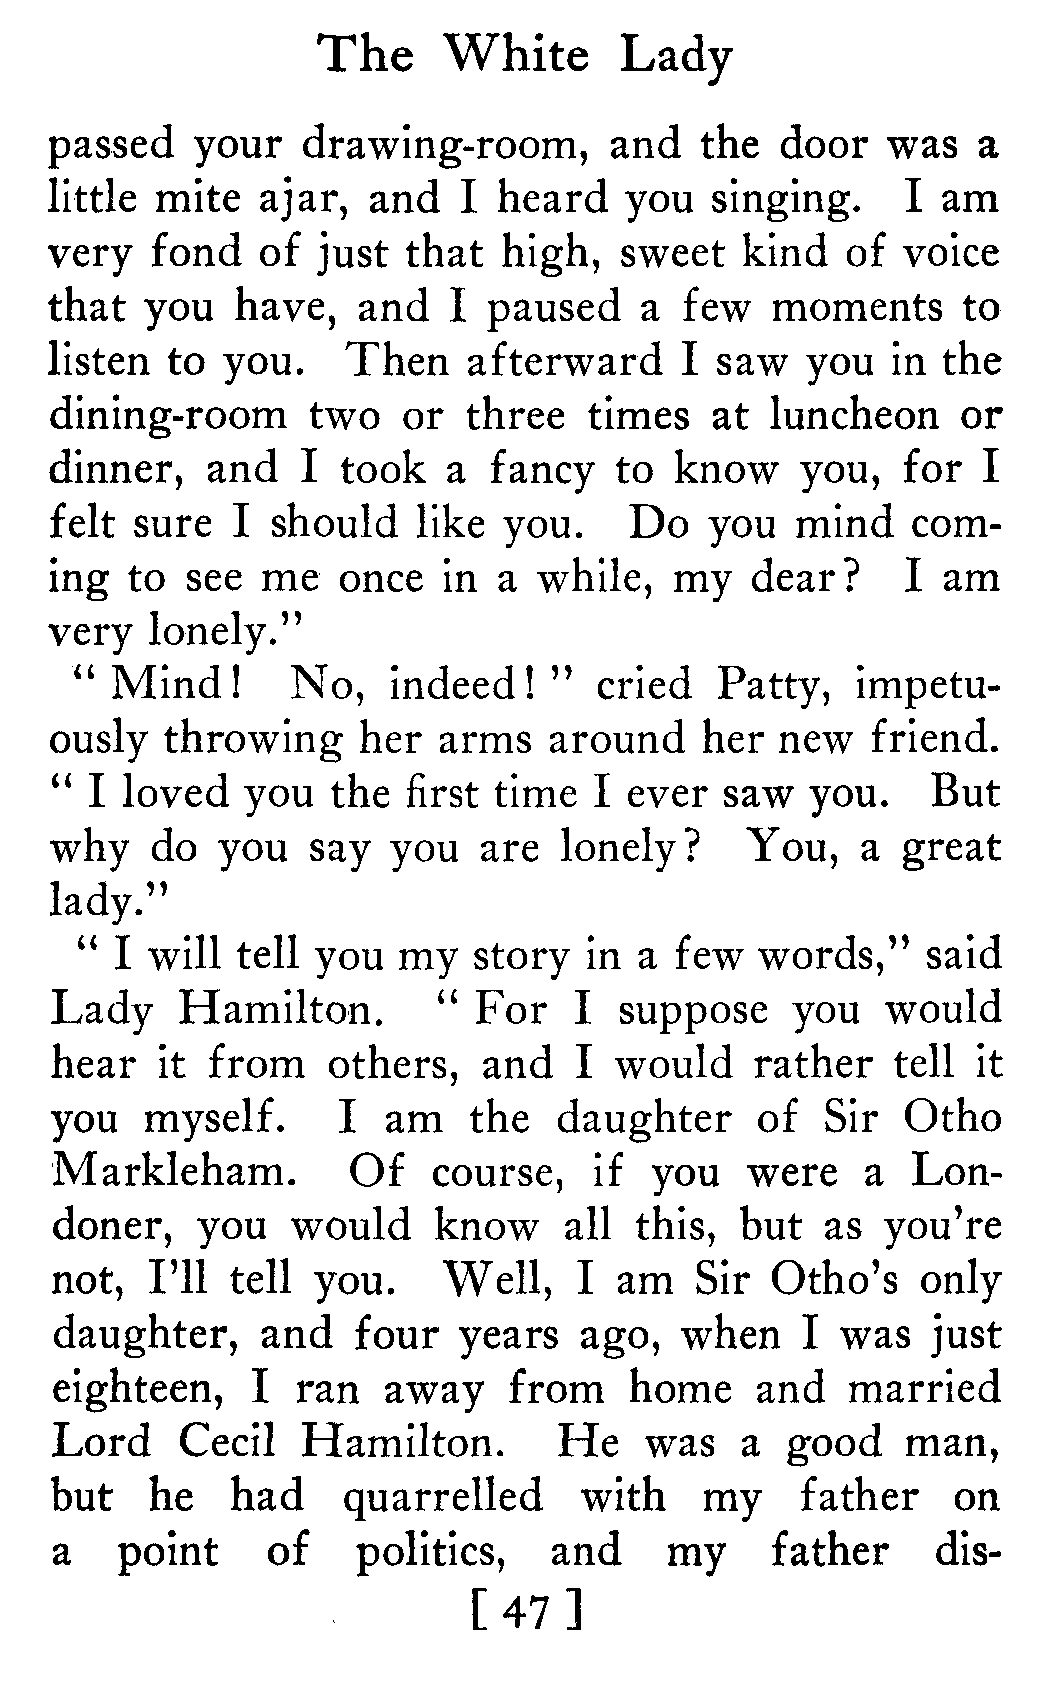 The White Lady
passed your drawing-room, and the door was a
little mite ajar, and I heard you singing. I am
very fond of just that high, sweet kind of voice
that you have, and I paused a few moments to
listen to you. Then afterward I saw you in the
dining-room two or three times at luncheon or
dinner, and I took a fancy to know you, for I
felt sure I should like you. Do you mind com-
ing to see me once in a while, my dear? I am
very lonely."
" Mind! No, indeed! " cried Patty, impetu-
ously throwing her arms around her new friend.
" I loved you the first time I ever saw you. But
why do you say you are lonely? You, a great
lady."
" I will tell you my story in a few words," said
Lady Hamilton. " For I suppose you would
hear it from others, and I would rather tell it
you myself. I am the daughter of Sir Otho
Markleham. Of course, if you were a Lon-
doner, you would know all this, but as you're
not, I'll tell you. Well, I am Sir Otho's only
daughter, and four years ago, when I was just
eighteen, I ran away from home and married
Lord Cecil Hamilton. He was a good man,
but he had quarrelled with my father on
a point of politics, and my father dis-
[ 47 ]